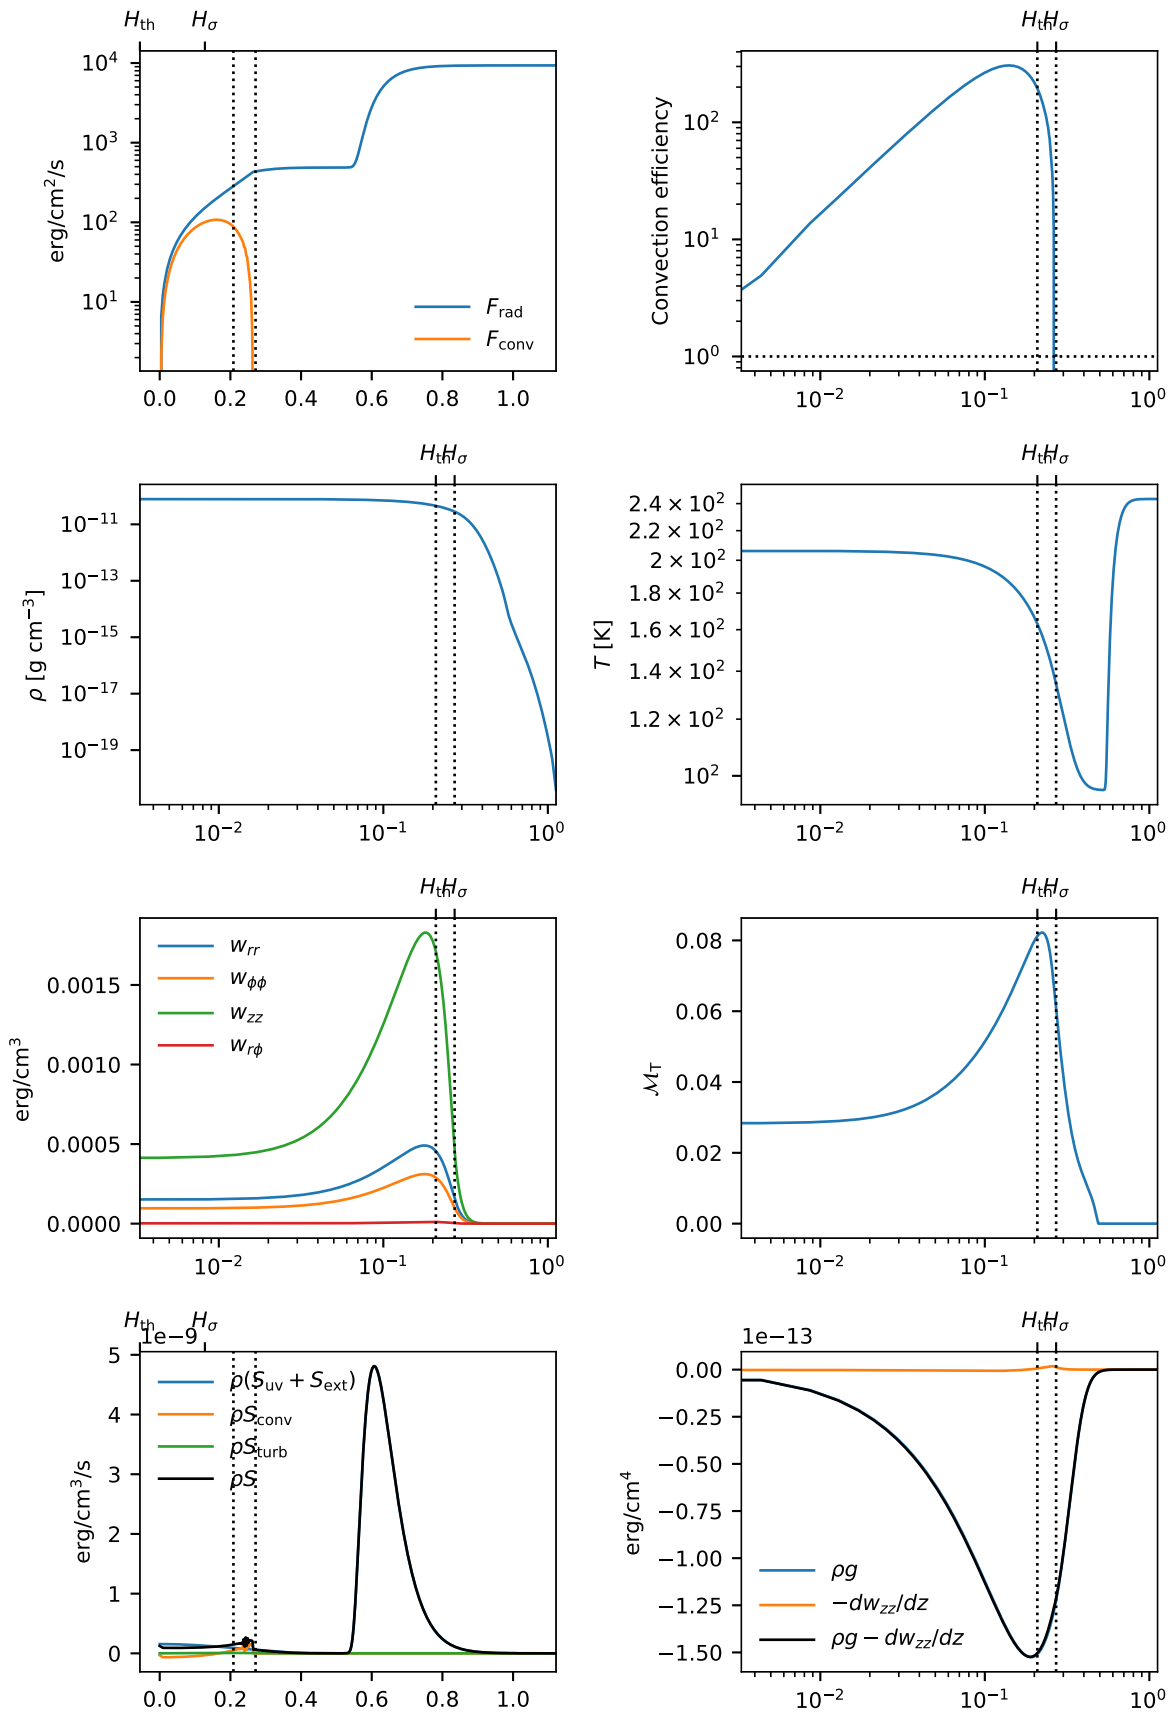 H_th H_σ
10^4
10^3
10^2
10^1
erg/cm^2/s
F_rad
F_conv
0.0 0.2 0.4 0.6 0.8 1.0
H_th H_σ
10^2
10^1
10^0
Convection efficiency
10^-2 10^-1 10^0
H_th H_σ
10^-11
10^-13
10^-15
10^-17
10^-19
ρ [g cm^-3]
10^-2 10^-1 10^0
H_th H_σ
2.4 × 10^2
2.2 × 10^2
2 × 10^2
1.8 × 10^2
1.6 × 10^2
1.4 × 10^2
1.2 × 10^2
10^2
T [K]
10^-2 10^-1 10^0
H_th H_σ
0.0015
0.0010
0.0005
0.0000
erg/cm^3
w_rr
w_ϕϕ
w_zz
w_rϕ
10^-2 10^-1 10^0
H_th H_σ
0.08
0.06
0.04
0.02
0.00
ℳ_T
10^-2 10^-1 10^0
H_th H_σ
1e−9
5
4
3
2
1
0
erg/cm^3/s
ρ(S_uv + S_ext)
ρS_conv
ρS_turb
ρS
0.0 0.2 0.4 0.6 0.8 1.0
H_th H_σ
1e−13
0.00
−0.25
−0.50
−0.75
−1.00
−1.25
−1.50
erg/cm^4
ρg
−dw_zz/dz
ρg − dw_zz/dz
10^-2 10^-1 10^0